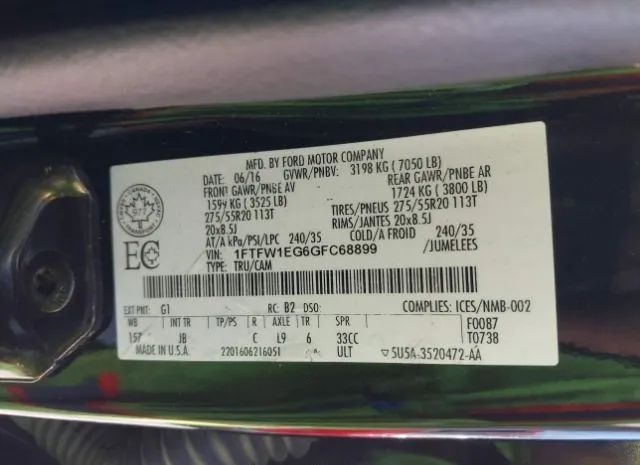 MFD. BY FORD MOTOR COMPANY
06/16 GVWR/PNBV: 3198 KG ( 7050 LB)
FRONT GAWR/PNBE AV REAR GAWR/PNBE AR
1599 KG ( 3525 LB) 1724 KG ( 3800 LB)
275/55R20 113T TIRES/PNEUS 275/55R20 113T
20x8.5J RIMS/JANTES 20x8.5J
AT/A kPa/PSI/LPC 240/35 COLD/A FROID 240/35
VIN: 1FTFW1EG6GFC68899 /JUMELEES
TYPE: TRU/CAM
CANADA
977
EC
EXT PNT: G1 RC: B2 DSO: COMPLIES: ICES/NMB-002
WB INT TR TP/PS R TR SPR F0087
157 JB C L9 6 33CC T0738
MADE IN U.S.A. 2201606216051 ULT 5U5A-3520472-AA